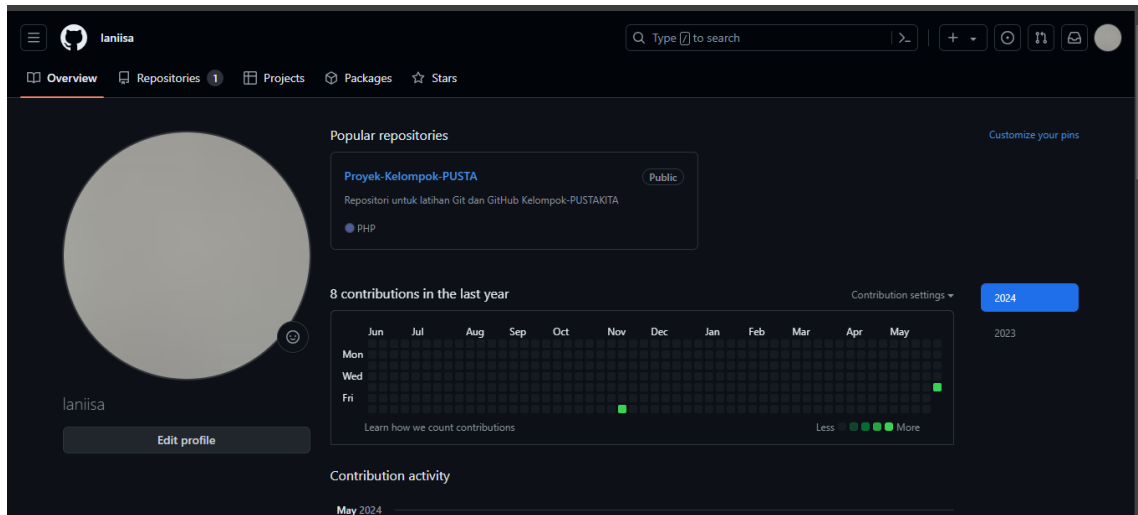 laniisa
Type / to search
Overview Repositories 1 Projects Packages Stars
Popular repositories
Customize your pins
Proyek-Kelompok-PUSTA Public
Repositori untuk latihan Git dan GitHub Kelompok-PUSTAKITA
PHP
8 contributions in the last year
Contribution settings
2024
2023
Jun Jul Aug Sep Oct Nov Dec Jan Feb Mar Apr May
Mon
Wed
Fri
Learn how we count contributions
Less More
laniisa
Edit profile
Contribution activity
May 2024